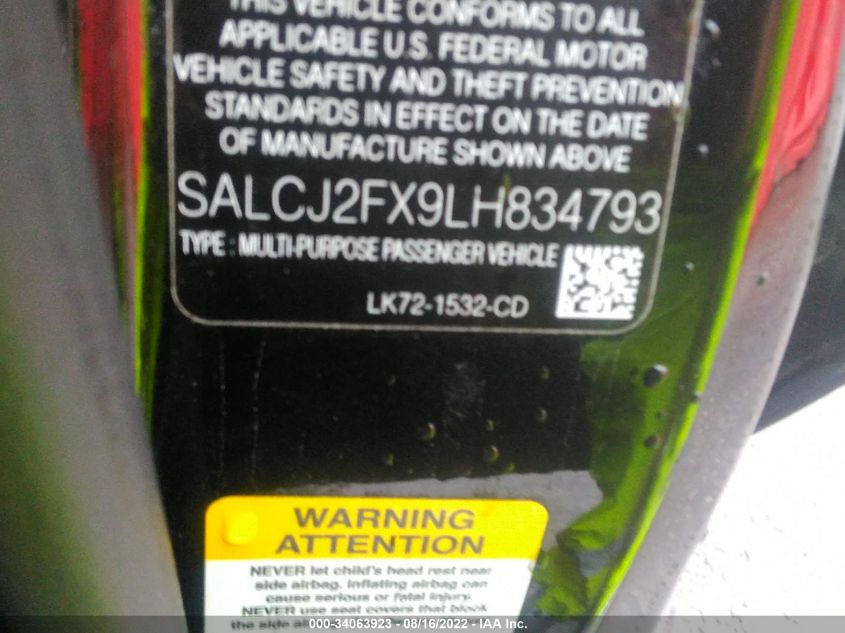 THIS VEHICLE CONFORMS TO ALL
APPLICABLE U.S. FEDERAL MOTOR
VEHICLE SAFETY AND THEFT PREVENTION
STANDARDS IN EFFECT ON THE DATE
OF MANUFACTURE SHOWN ABOVE
SALCJ2FX9LH834793
TYPE : MULTI-PURPOSE PASSENGER VEHICLE
LK72-1532-CD
WARNING
ATTENTION
NEVER let child's head rest near
side airbag. Inflating airbag can
cause serious or fatal injury.
NEVER use seat covers that block
the side
000-34063923 - 08/16/2022 - IAA Inc.